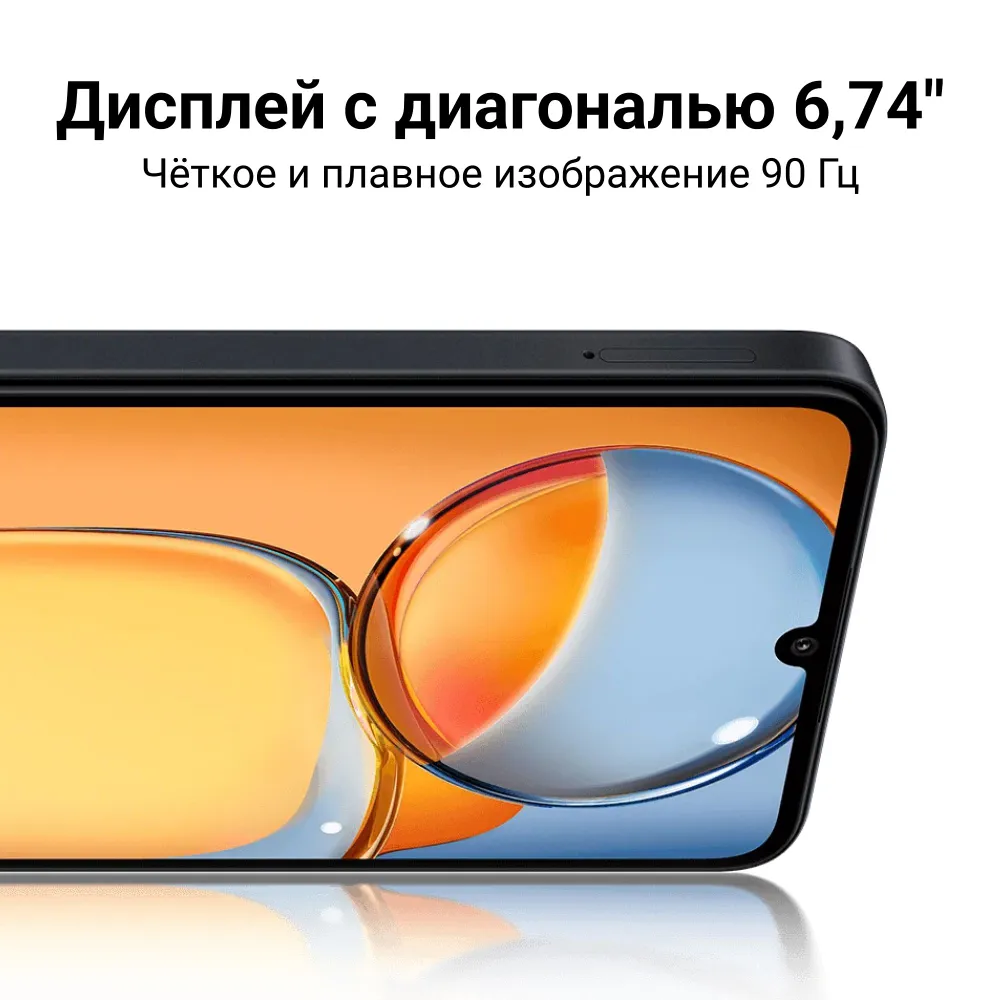 Дисплей с диагональю 6,74"
Чёткое и плавное изображение 90 Гц